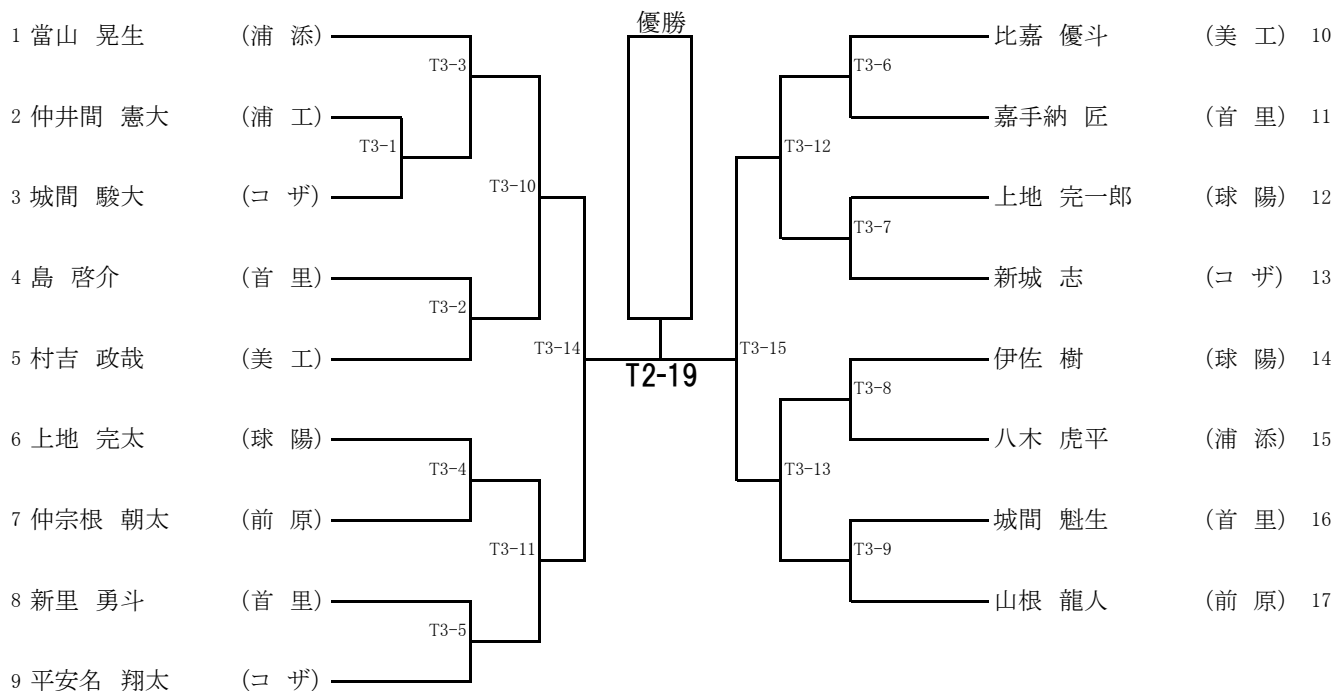 優勝
1 當山 晃生 (浦 添)
T3-3
2 仲井間 憲大 (浦 工)
T3-1
3 城間 駿大 (コ ザ)
T3-10
4 島 啓介 (首 里)
T3-2
5 村吉 政哉 (美 工)
T3-14
6 上地 完太 (球 陽)
T3-4
7 仲宗根 朝太 (前 原)
T3-11
8 新里 勇斗 (首 里)
T3-5
9 平安名 翔太 (コ ザ)
T2-19
比嘉 優斗 (美 工) 10
T3-6
嘉手納 匠 (首 里) 11
T3-12
上地 完一郎 (球 陽) 12
T3-7
新城 志 (コ ザ) 13
T3-15
伊佐 樹 (球 陽) 14
T3-8
八木 虎平 (浦 添) 15
T3-13
城間 魁生 (首 里) 16
T3-9
山根 龍人 (前 原) 17